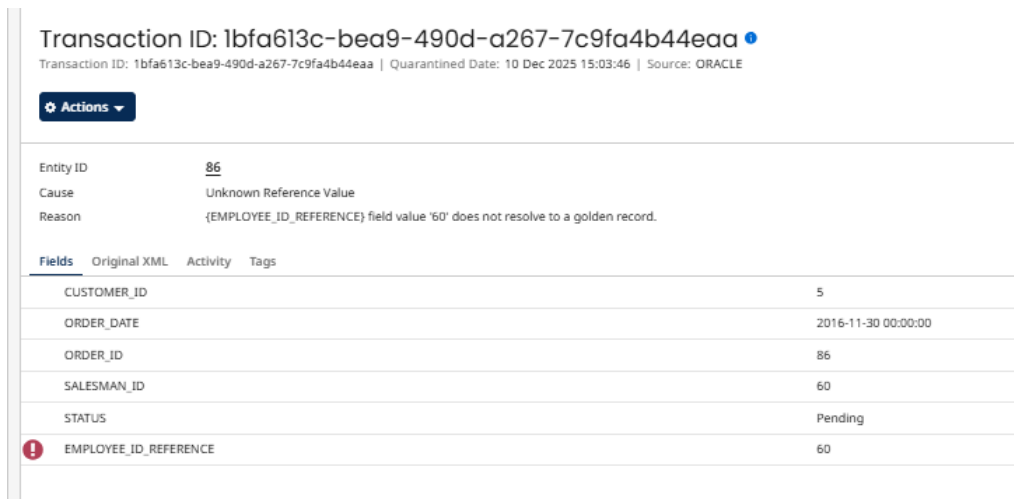 Transaction ID: 1bfa613c-bea9-490d-a267-7c9fa4b44eaa
Transaction ID: 1bfa613c-bea9-490d-a267-7c9fa4b44eaa | Quarantined Date: 10 Dec 2025 15:03:46 | Source: ORACLE
Actions
Entity ID 86
Cause Unknown Reference Value
Reason {EMPLOYEE_ID_REFERENCE} field value '60' does not resolve to a golden record.
Fields Original XML Activity Tags
CUSTOMER_ID 5
ORDER_DATE 2016-11-30 00:00:00
ORDER_ID 86
SALESMAN_ID 60
STATUS Pending
EMPLOYEE_ID_REFERENCE 60